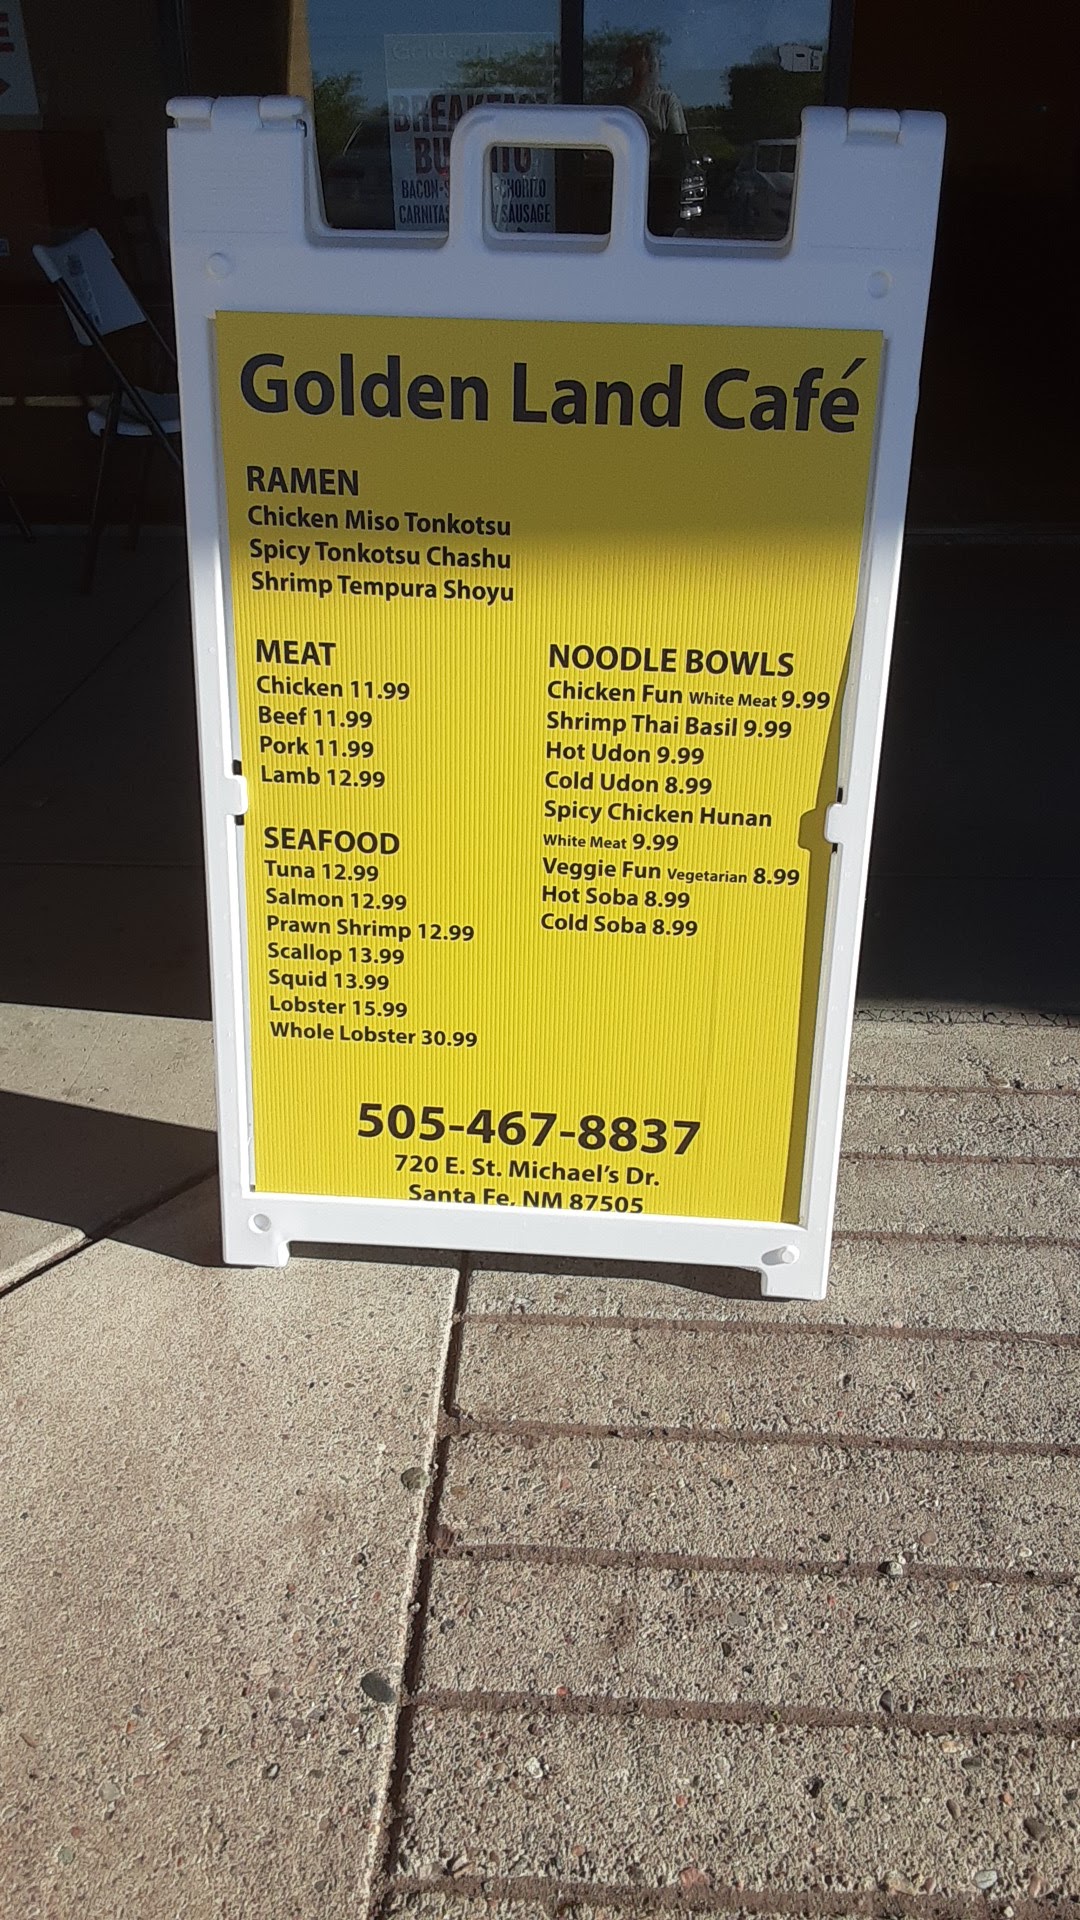 BREAKFAST
BU
ITO
BACON
CHORIZO
CARNITAS
SAUSAGE
Golden Land Café
RAMEN
Chicken Miso Tonkotsu
Spicy Tonkotsu Chashu
Shrimp Tempura Shoyu
MEAT
Chicken 11.99
Beef 11.99
Pork 11.99
Lamb 12.99
SEAFOOD
Tuna 12.99
Salmon 12.99
Prawn Shrimp 12.99
Scallop 13.99
Squid 13.99
Lobster 15.99
Whole Lobster 30.99
NOODLE BOWLS
Chicken Fun White Meat 9.99
Shrimp Thai Basil 9.99
Hot Udon 9.99
Cold Udon 8.99
Spicy Chicken Hunan
White Meat 9.99
Veggie Fun Vegetarian 8.99
Hot Soba 8.99
Cold Soba 8.99
505-467-8837
720 E. St. Michael's Dr.
Santa Fe, NM 87505